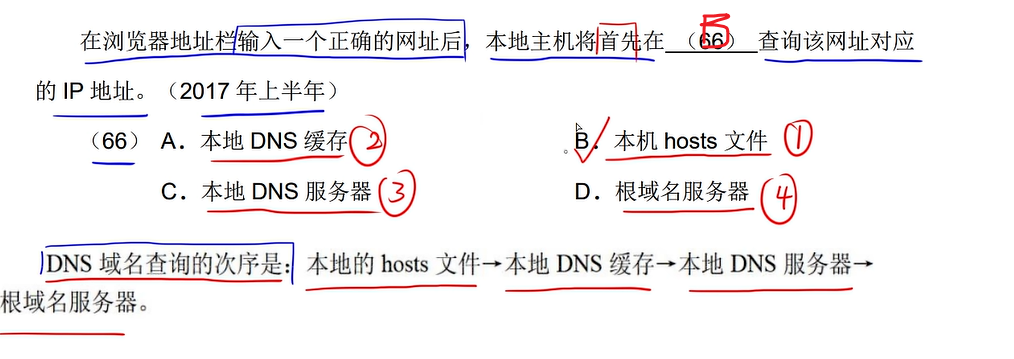 在浏览器地址栏输入一个正确的网址后，本地主机将首先在 （66） B 查询该网址对应
的 IP 地址。（2017 年上半年）
（66） A．本地 DNS 缓存 ② B．本机 hosts 文件 ①
C．本地 DNS 服务器 ③ D．根域名服务器 ④
DNS 域名查询的次序是：本地的 hosts 文件→本地 DNS 缓存→本地 DNS 服务器→
根域名服务器。